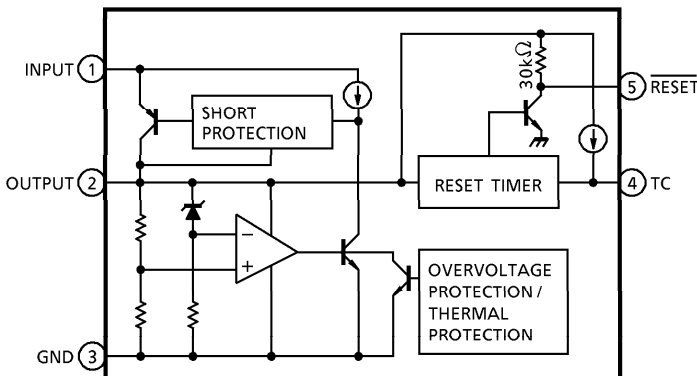 INPUT 1
30kΩ
5 RESET
SHORT
PROTECTION
OUTPUT 2
RESET TIMER
4 TC
−
+
OVERVOLTAGE
PROTECTION /
THERMAL
PROTECTION
GND 3